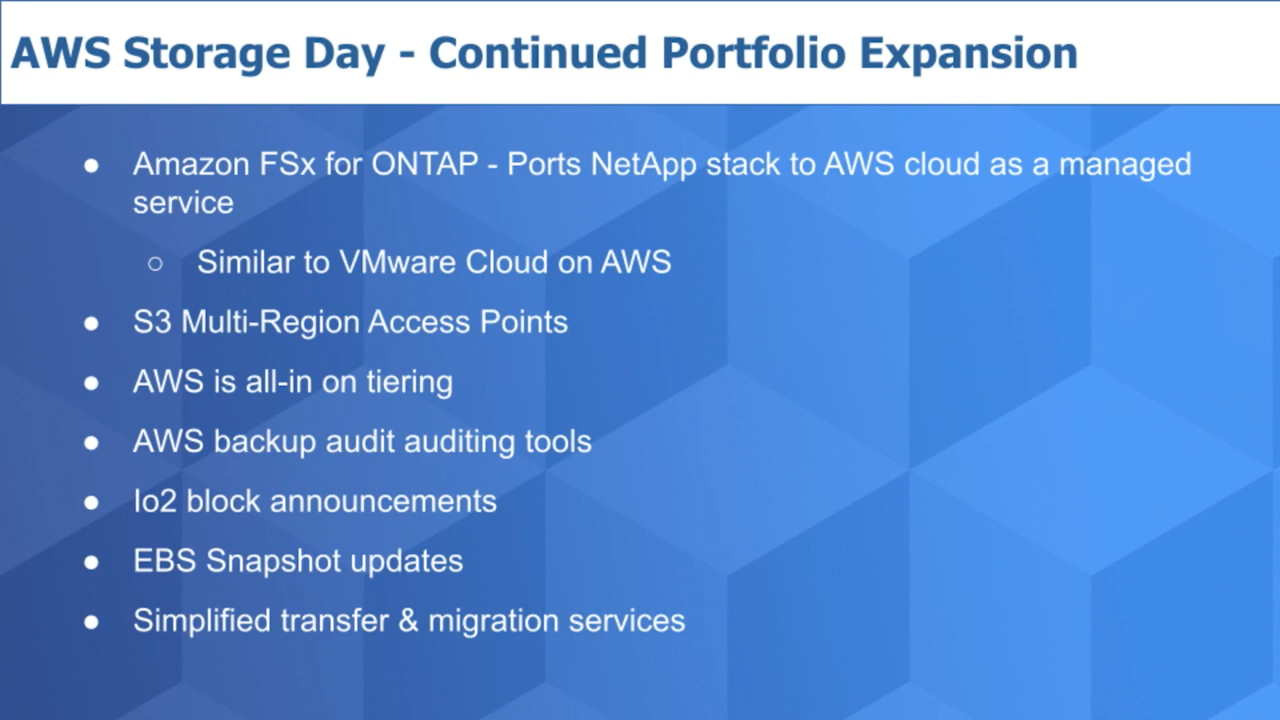 AWS Storage Day - Continued Portfolio Expansion
● Amazon FSx for ONTAP - Ports NetApp stack to AWS cloud as a managed
service
○ Similar to VMware Cloud on AWS
● S3 Multi-Region Access Points
● AWS is all-in on tiering
● AWS backup audit auditing tools
● Io2 block announcements
● EBS Snapshot updates
● Simplified transfer & migration services